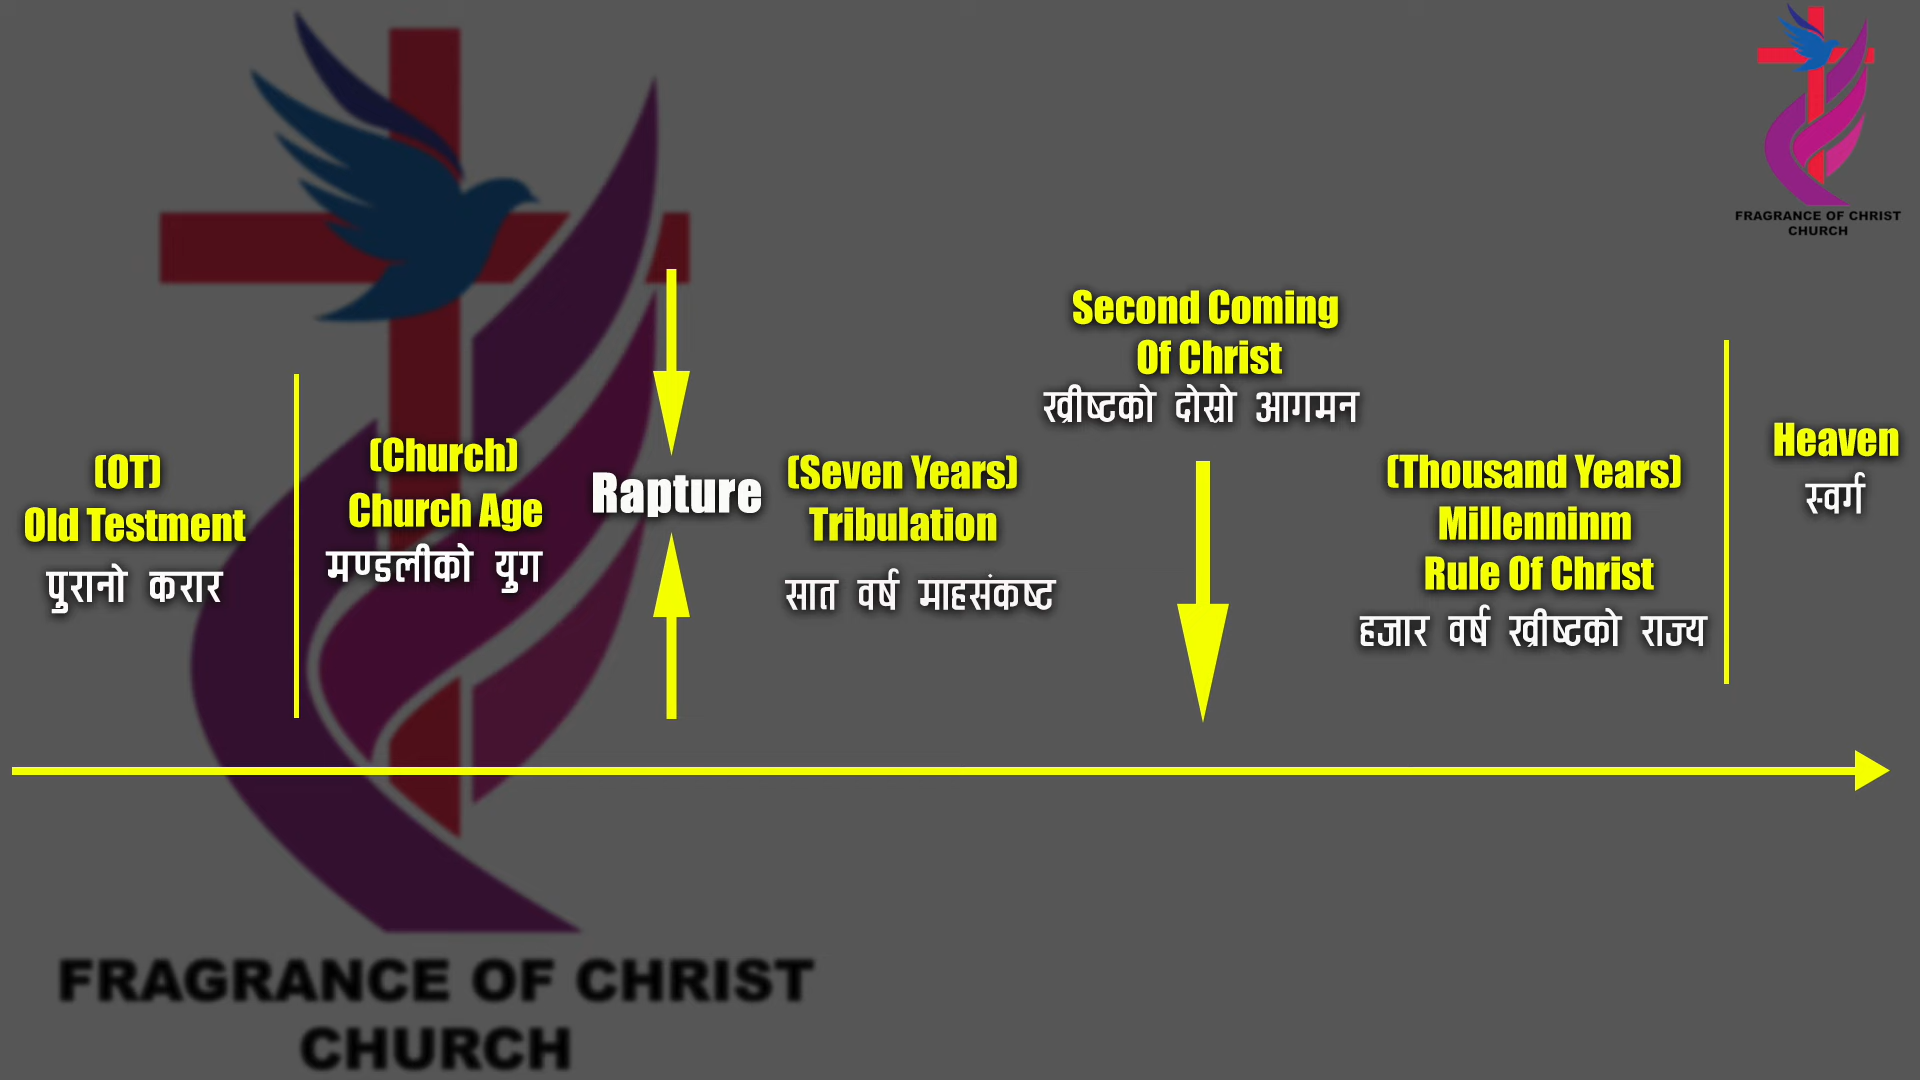 FRAGRANCE OF CHRIST
CHURCH
(OT)
Old Testment
पुरानो करार
(Church)
Church Age
मण्डलीको युग
Rapture
(Seven Years)
Tribulation
सात वर्ष माहसंकष्ट
Second Coming
Of Christ
ख्रीष्टको दोस्रो आगमन
(Thousand Years)
Millenninm
Rule Of Christ
हजार वर्ष ख्रीष्टको राज्य
Heaven
स्वर्ग
FRAGRANCE OF CHRIST
CHURCH